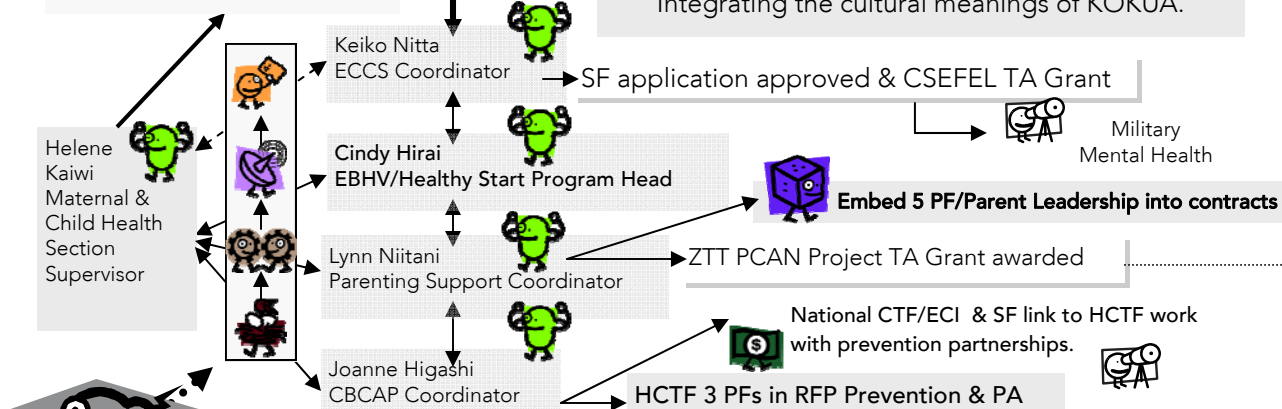 Integrating the cultural meanings of KOKUA.
Keiko Nitta
ECCS Coordinator
SF application approved & CSEFEL TA Grant
Military
Mental Health
Helene
Kaiwi
Maternal &
Child Health
Section
Supervisor
Cindy Hirai
EBHV/Healthy Start Program Head
Embed 5 PF/Parent Leadership into contracts
Lynn Niitani
Parenting Support Coordinator
ZTT PCAN Project TA Grant awarded
National CTF/ECI & SF link to HCTF work
with prevention partnerships.
$
Joanne Higashi
CBCAP Coordinator
HCTF 3 PFs in RFP Prevention & PA